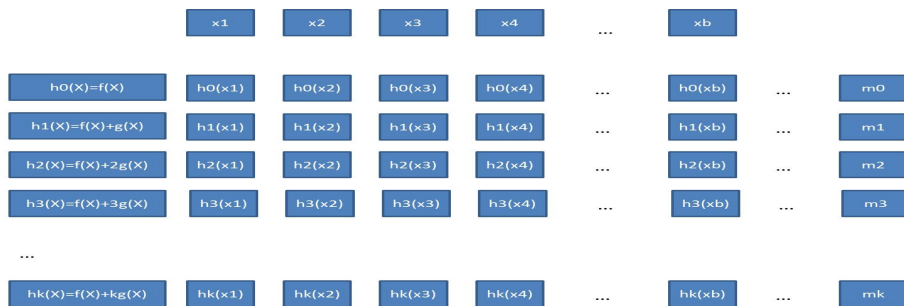 x1 x2 x3 x4 ... xb
h0(X)=f(X) h0(x1) h0(x2) h0(x3) h0(x4) ... h0(xb) ... m0
h1(X)=f(X)+g(X) h1(x1) h1(x2) h1(x3) h1(x4) ... h1(xb) ... m1
h2(X)=f(X)+2g(X) h2(x1) h2(x2) h2(x3) h2(x4) ... h2(xb) ... m2
h3(X)=f(X)+3g(X) h3(x1) h3(x2) h3(x3) h3(x4) ... h3(xb) ... m3
...
hk(X)=f(X)+kg(X) hk(x1) hk(x2) hk(x3) hk(x4) ... hk(xb) ... mk